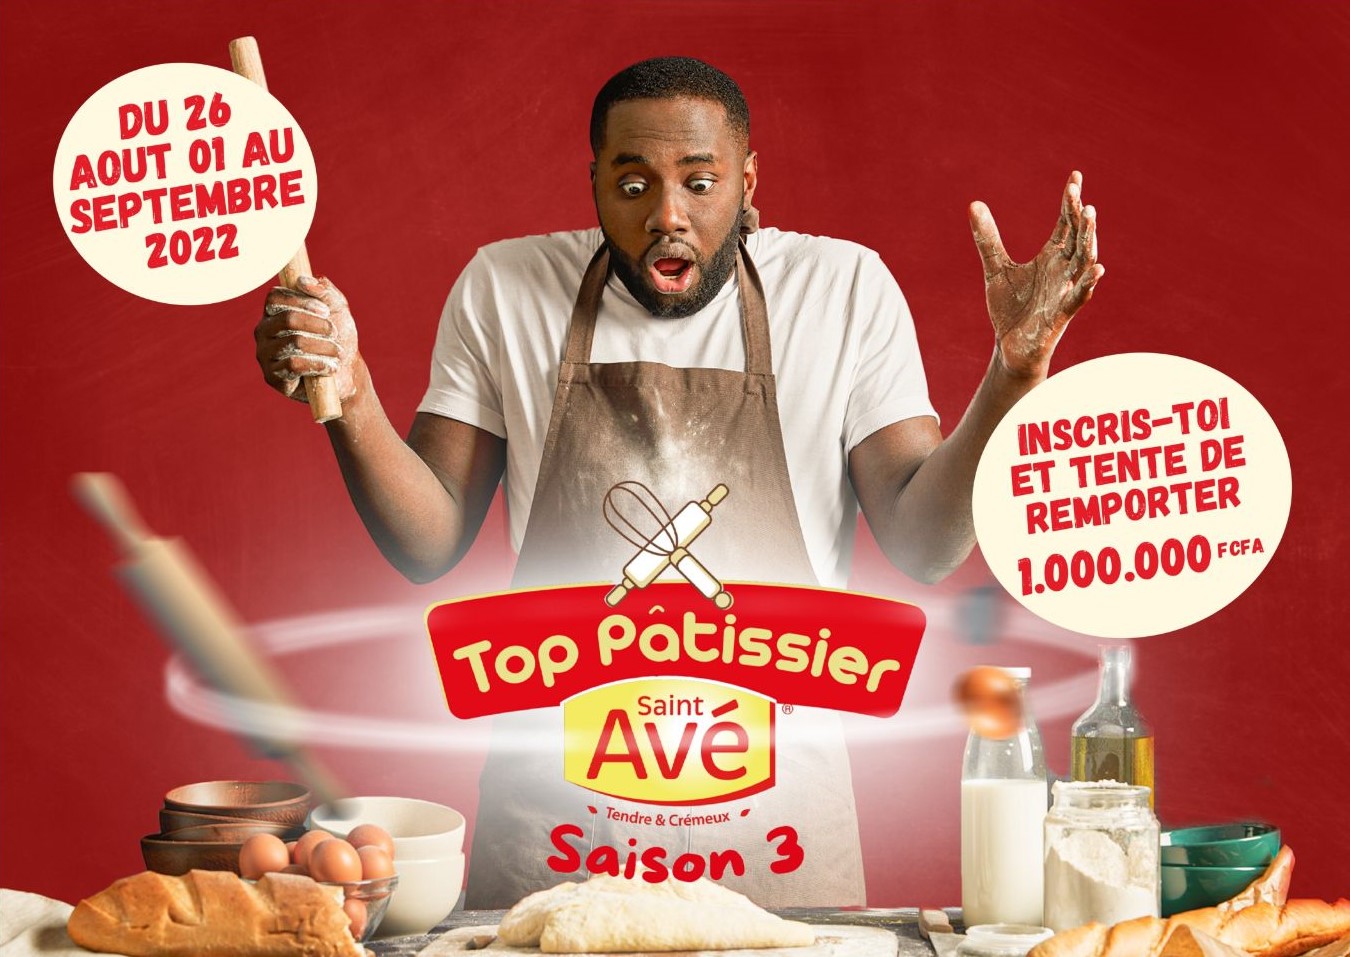 DU 26
AOUT 01 AU
SEPTEMBRE
2022
INSCRIS-TOI
ET TENTE DE
REMPORTER
1.000.000 FCFA
Top Pâtissier
Saint
Avé ®
Tendre & Crémeux
Saison 3